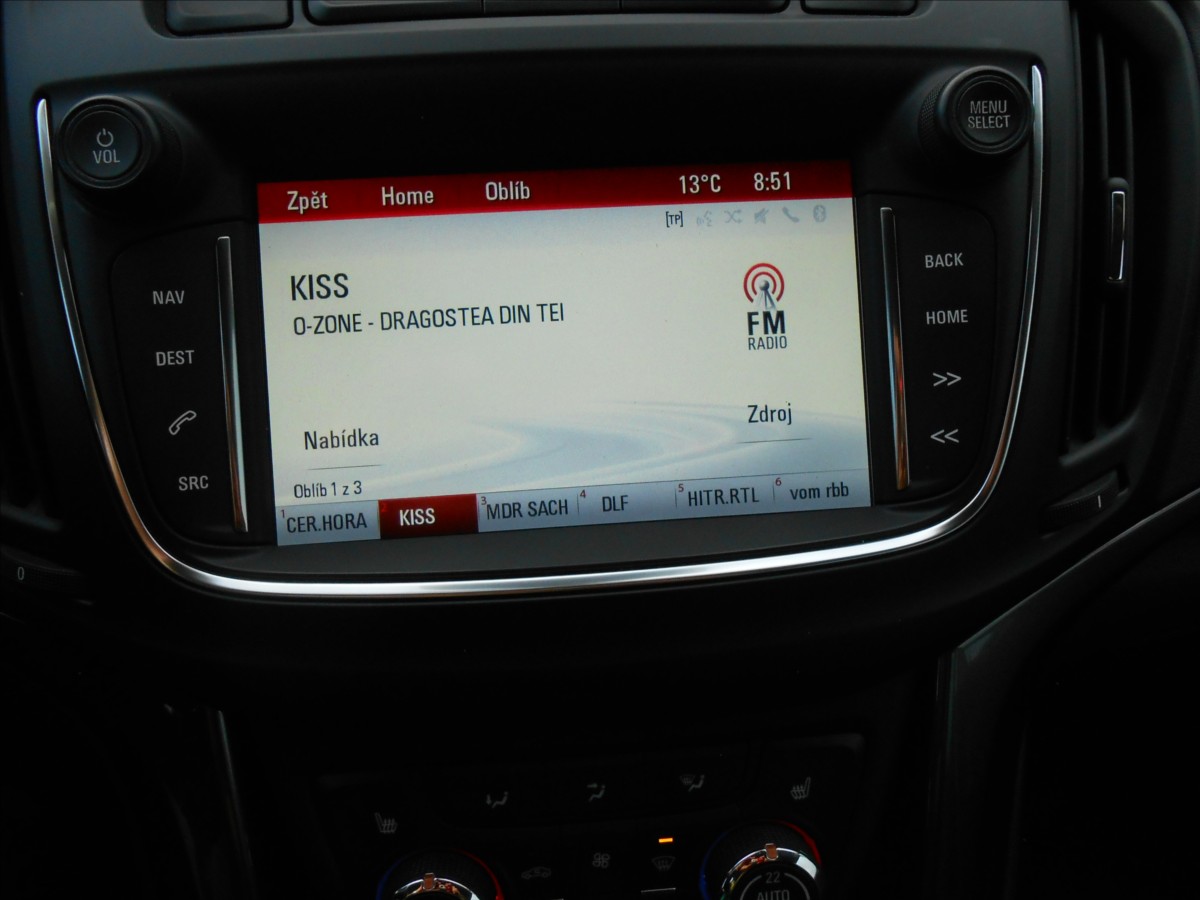 VOL
MENU
SELECT
Zpět Home Oblíb 13°C 8:51
[TP]
KISS
O-ZONE - DRAGOSTEA DIN TEI
FM
RADIO
Nabídka
Zdroj
Oblíb 1 z 3
1 CER.HORA 2 KISS 3 MDR SACH 4 DLF 5 HITR.RTL 6 vom rbb
NAV
DEST
SRC
BACK
HOME
>>
<<
0
I
22
AUTO